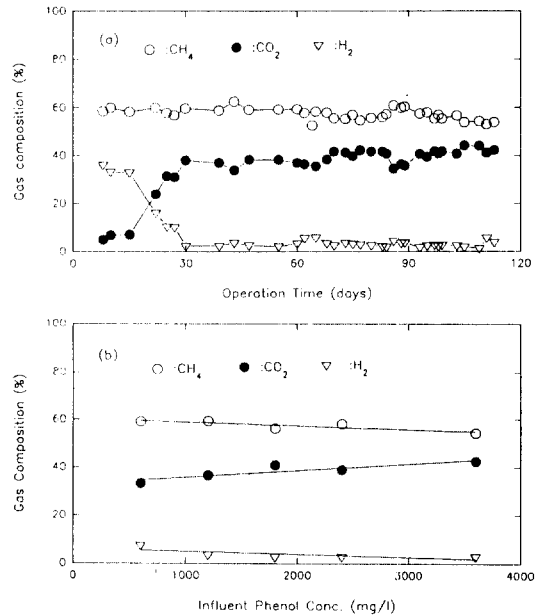 100
80
60
40
20
0
Gas composition (%)
(a) ○ :CH₄ ● :CO₂ ▽ :H₂
0 30 60 90 120
Operation Time (days)
100
80
60
40
20
0
Gas Composition (%)
(b) ○ :CH₄ ● :CO₂ ▽ :H₂
0 1000 2000 3000 4000
Influent Phenol Conc. (mg/l)